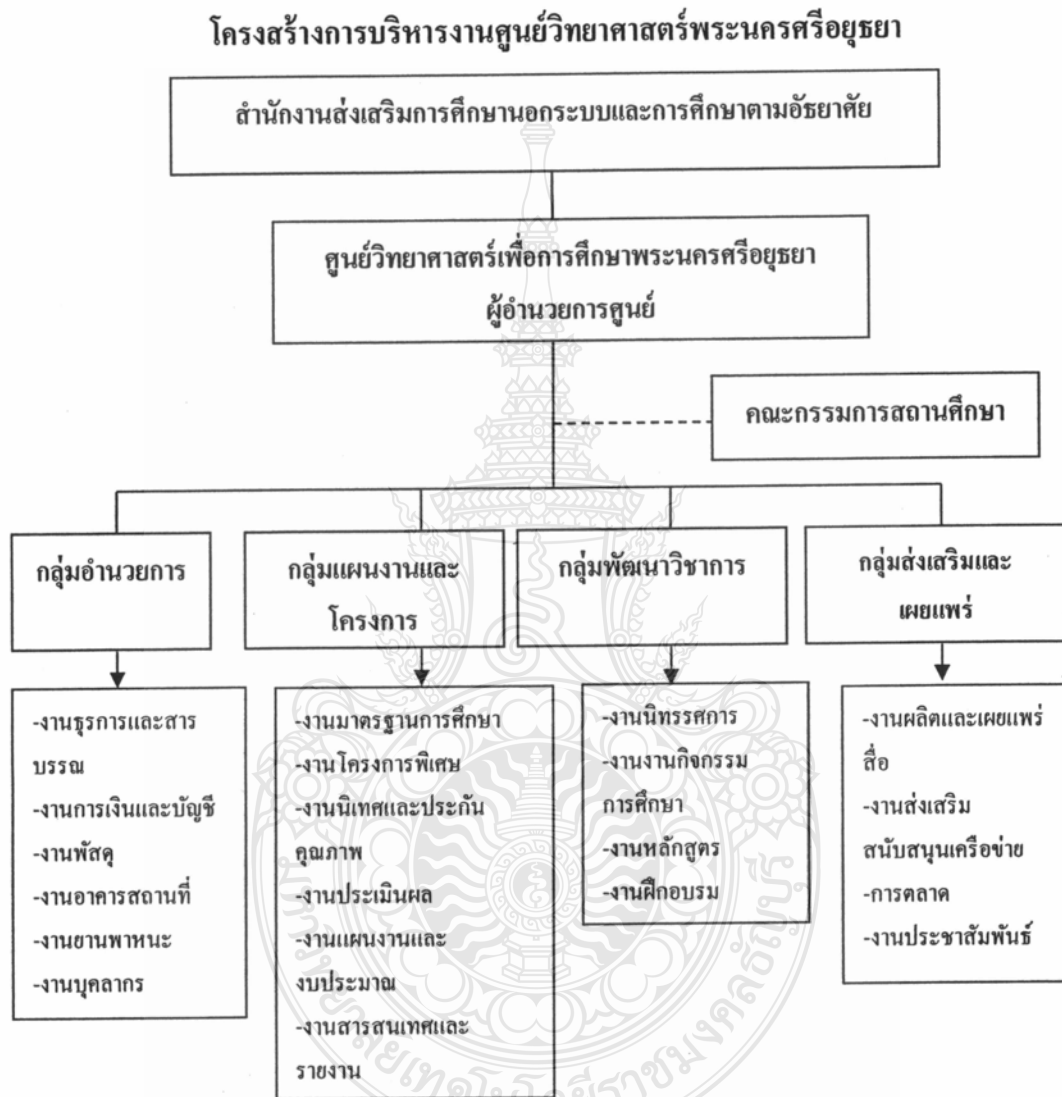 โครงสร้างการบริหารงานศูนย์วิทยาศาสตร์พระนครศรีอยุธยา
สำนักงานส่งเสริมการศึกษานอกระบบและการศึกษาตามอัธยาศัย
ศูนย์วิทยาศาสตร์เพื่อการศึกษาพระนครศรีอยุธยา
ผู้อำนวยการศูนย์
คณะกรรมการสถานศึกษา
กลุ่มอำนวยการ
กลุ่มแผนงานและ
โครงการ
กลุ่มพัฒนาวิชาการ
กลุ่มส่งเสริมและ
เผยแพร่
-งานธุรการและสาร
บรรณ
-งานการเงินและบัญชี
-งานพัสดุ
-งานอาคารสถานที่
-งานยานพาหนะ
-งานบุคลากร
-งานมาตรฐานการศึกษา
-งานโครงการพิเศษ
-งานนิเทศและประกัน
คุณภาพ
-งานประเมินผล
-งานแผนงานและ
งบประมาณ
-งานสารสนเทศและ
รายงาน
-งานนิทรรศการ
-งานงานกิจกรรม
การศึกษา
-งานหลักสูตร
-งานฝึกอบรม
-งานผลิตและเผยแพร่
สื่อ
-งานส่งเสริม
สนับสนุนเครือข่าย
-การตลาด
-งานประชาสัมพันธ์